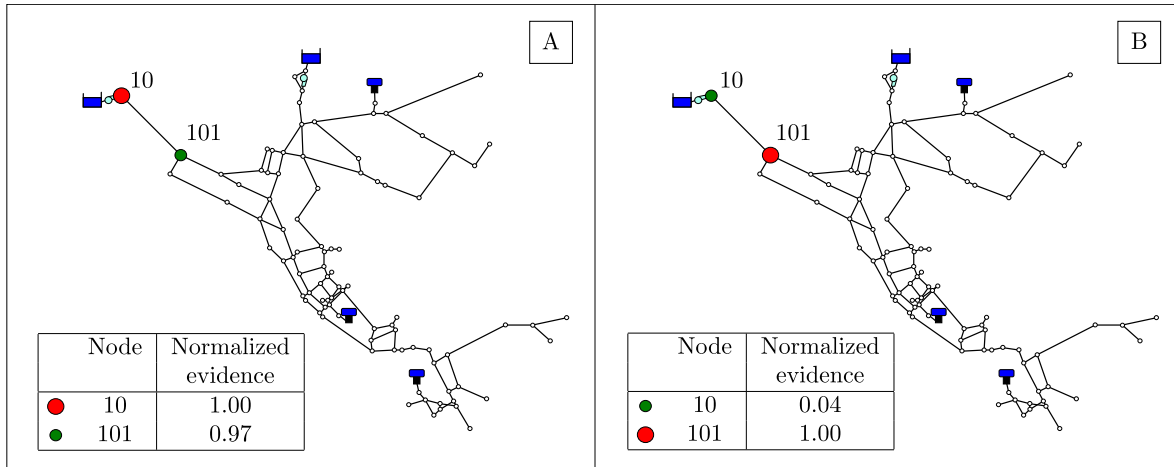 A
10
101
Node Normalized evidence
10 1.00
101 0.97
B
10
101
Node Normalized evidence
10 0.04
101 1.00